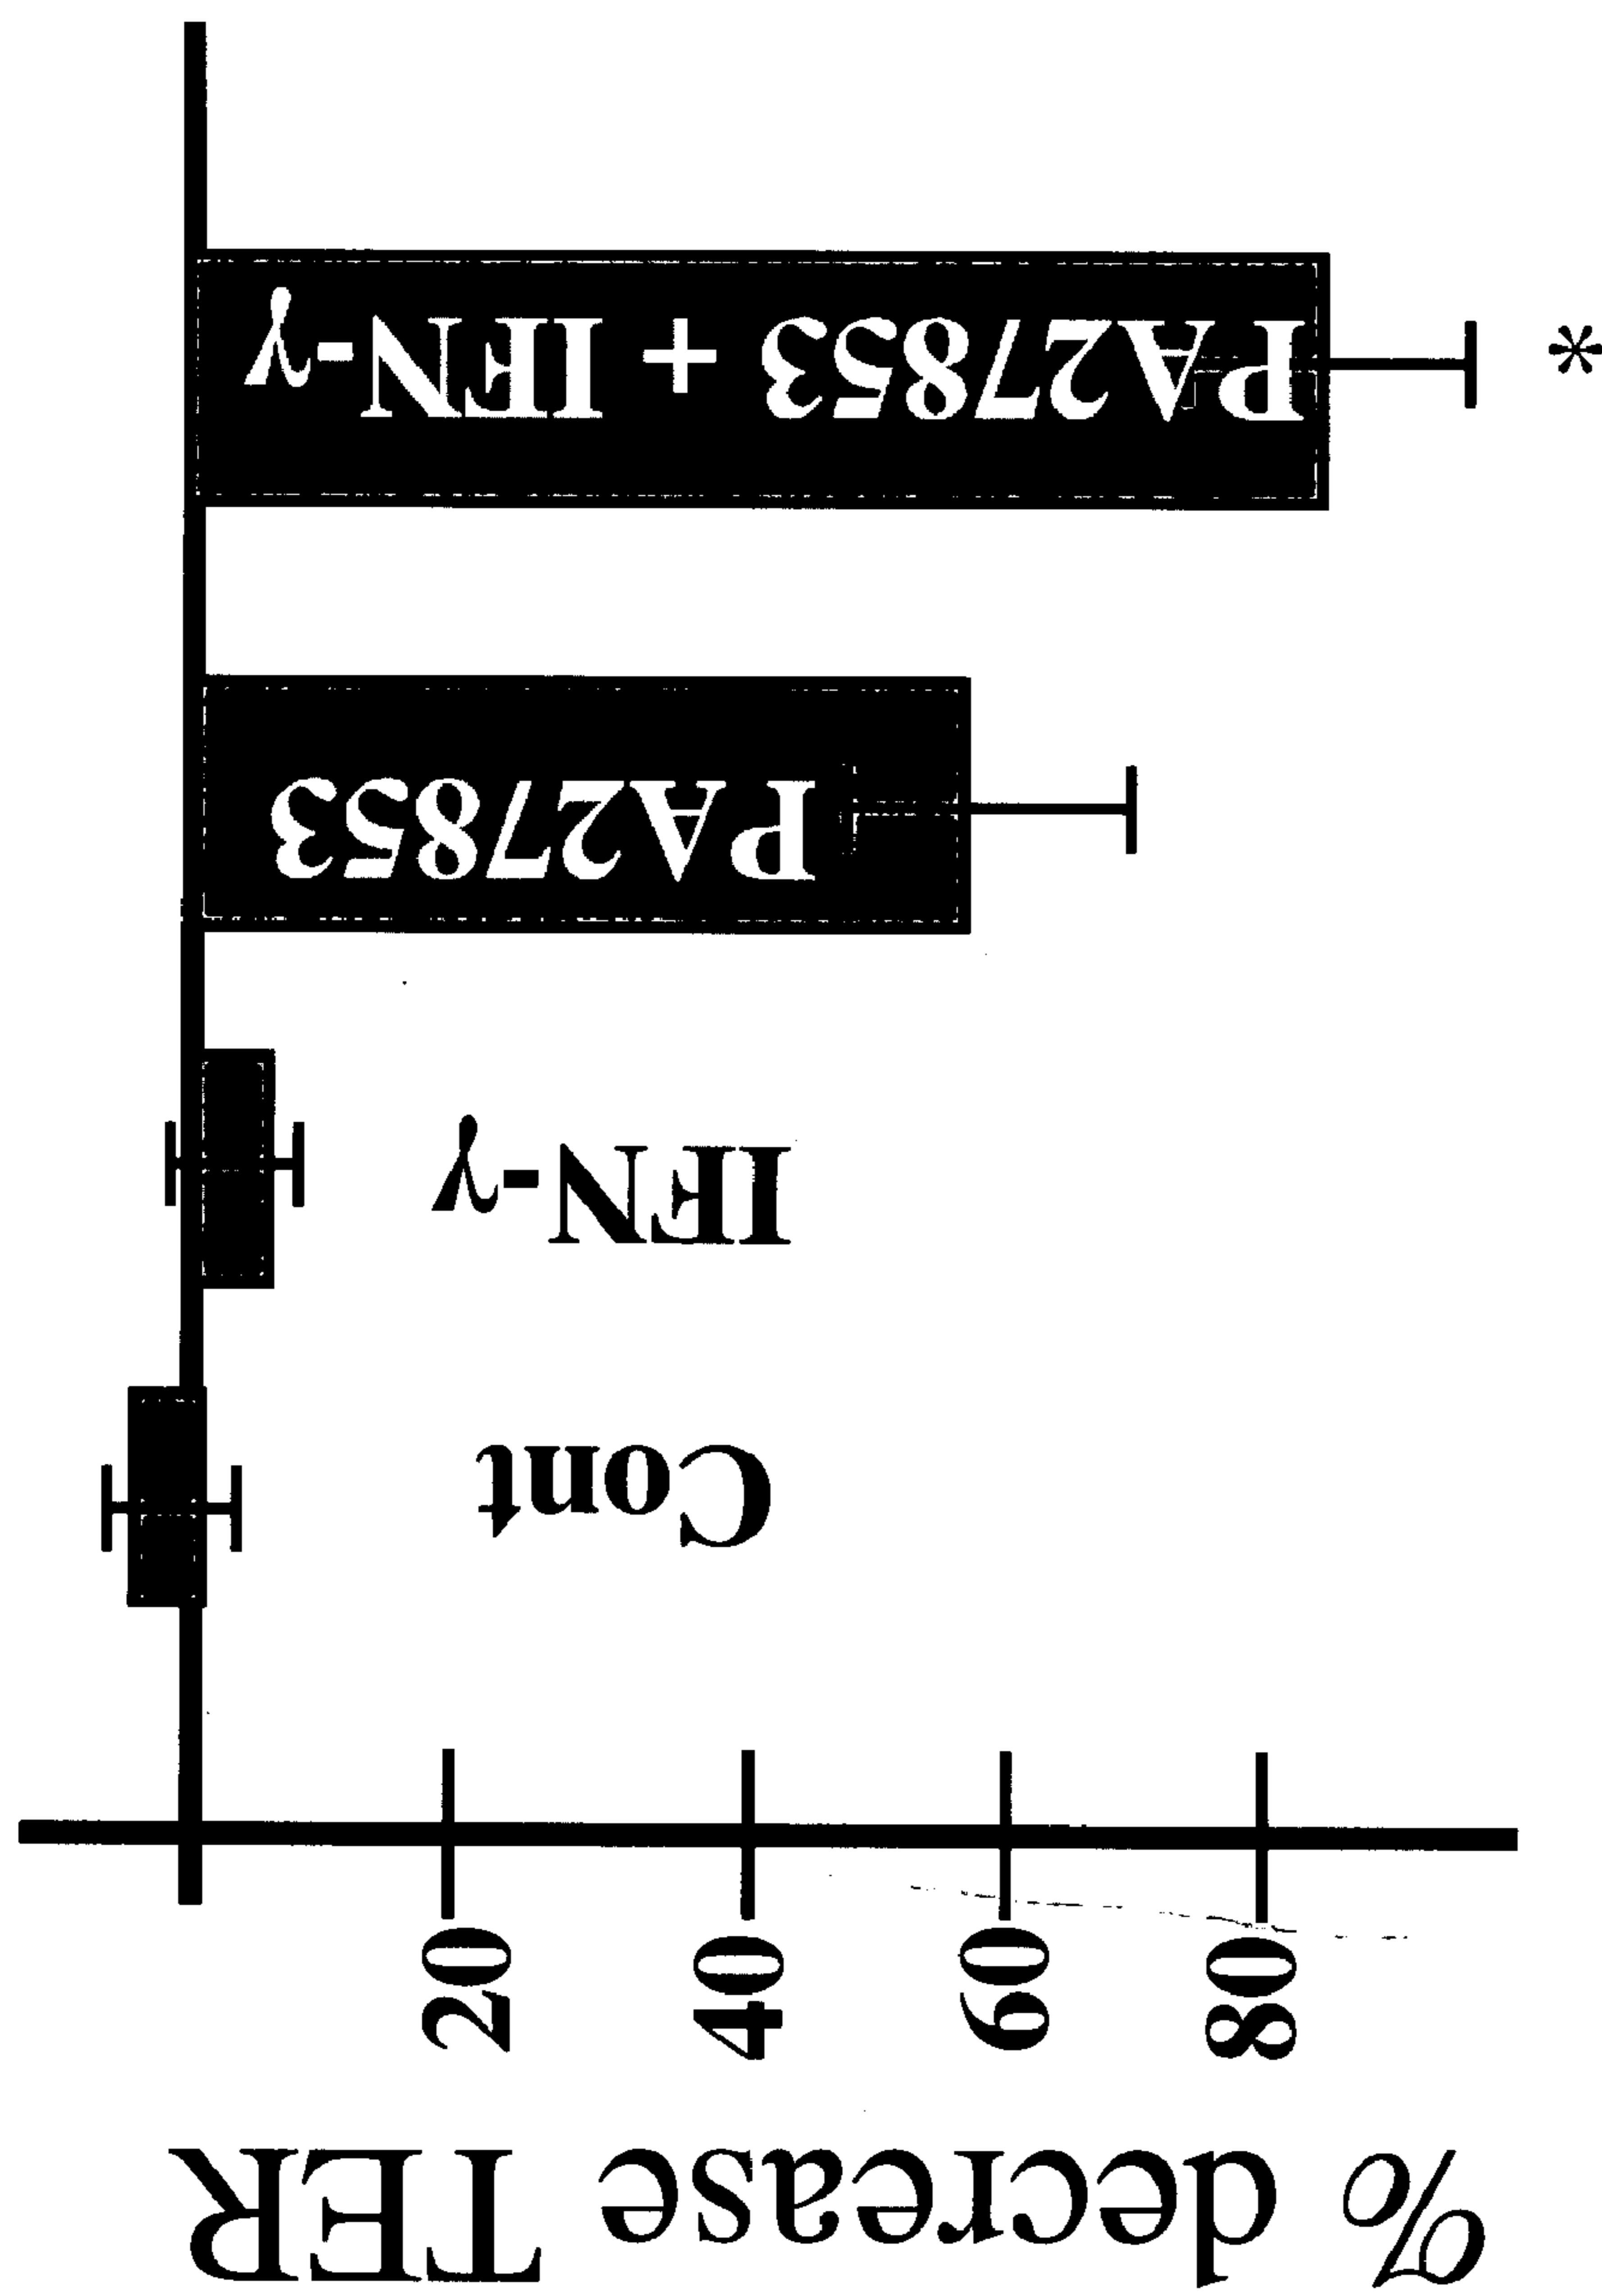 % decrease TER
80
60
40
20
Cont
IFN-γ
PA27853
PA27853 + IFN-γ
*